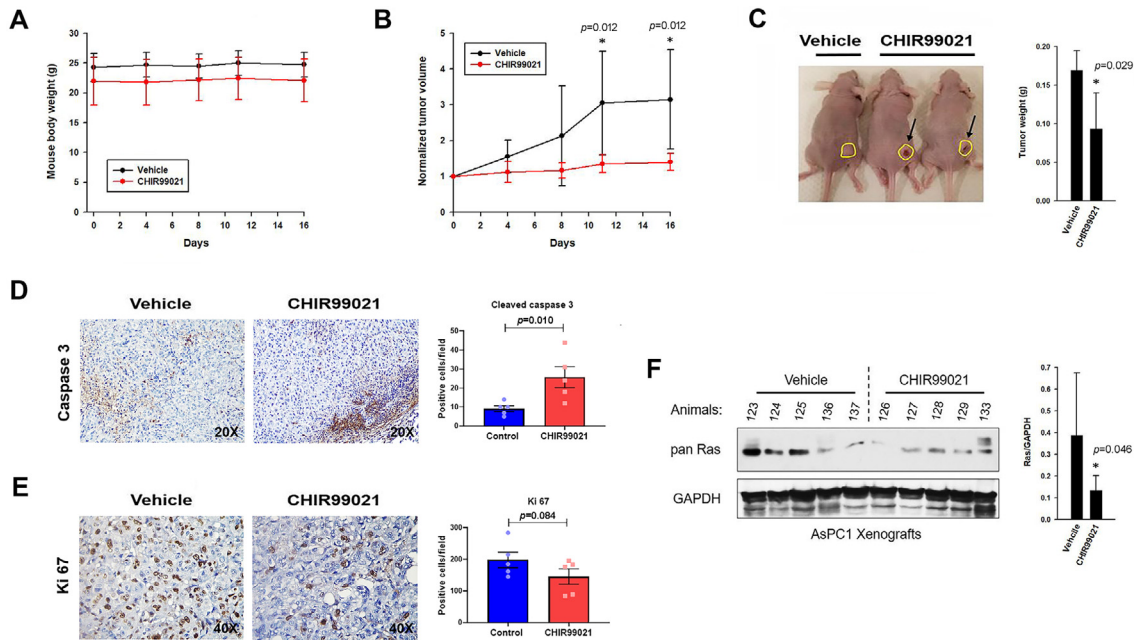 A
30
25
20
15
10
5
0
Mouse body weight (g)
Vehicle
CHIR99021
0 2 4 6 8 10 12 14 16
Days
B
p=0.012
p=0.012
*
*
5
4
3
2
1
0
Normalized tumor volume
Vehicle
CHIR99021
0 2 4 6 8 10 12 14 16
Days
C
Vehicle
CHIR99021
0.20
0.15
0.10
0.05
0.00
Tumor weight (g)
p=0.029
*
Vehicle
CHIR99021
D
Vehicle
CHIR99021
Caspase 3
20X
20X
Cleaved caspase 3
p=0.010
50
40
30
20
10
0
Positive cells/field
Control
CHIR99021
E
Vehicle
CHIR99021
Ki 67
40X
40X
Ki 67
p=0.084
400
300
200
100
0
Positive cells/field
Control
CHIR99021
F
Vehicle
CHIR99021
Animals:
123 124 125 136 137 126 127 128 129 133
pan Ras
GAPDH
AsPC1 Xenografts
0.7
0.6
0.5
0.4
0.3
0.2
0.1
0.0
Ras/GAPDH
p=0.046
*
Vehicle
CHIR99021